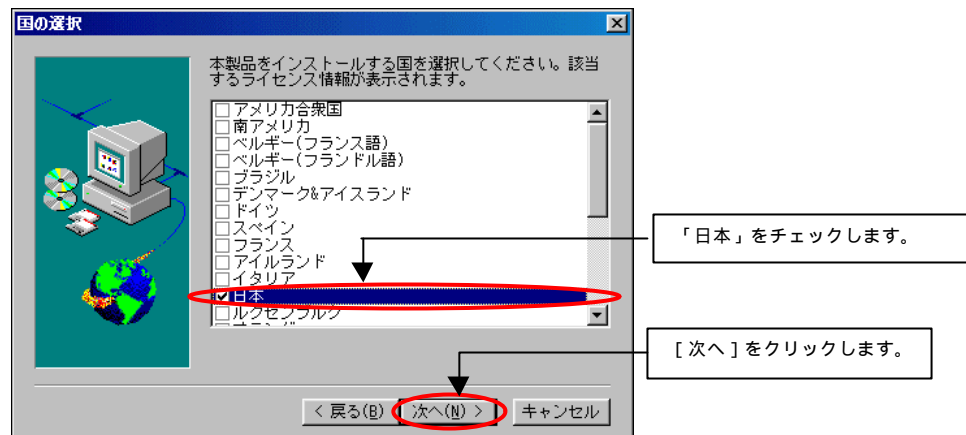 国の選択
本製品をインストールする国を選択してください。該当
するライセンス情報が表示されます。
アメリカ合衆国
南アメリカ
ベルギー(フランス語)
ベルギー(フランドル語)
ブラジル
デンマーク&アイスランド
ドイツ
スペイン
フランス
アイルランド
イタリア
日本
ルクセンブルク
「日本」をチェックします。
[次へ]をクリックします。
< 戻る(B)
次へ(N) >
キャンセル